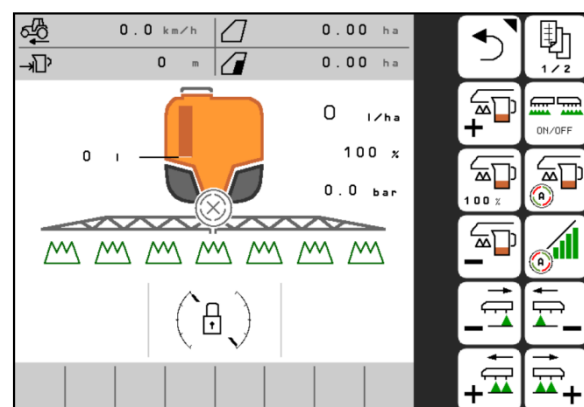 0.0 km/h
0.00 ha
0 m
0.00 ha
1/2
0 l/ha
+
ON/OFF
0 l
100 %
100 %
A
0.0 bar
−
A
−
−
+
+